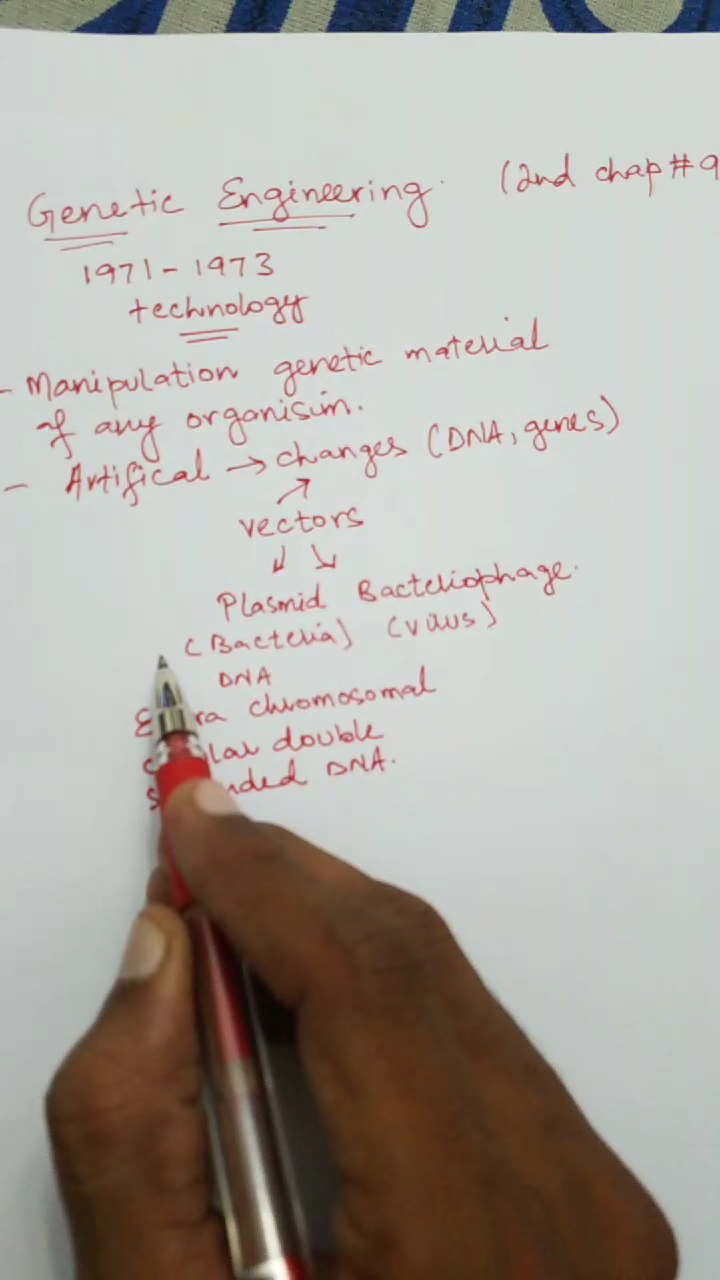 Genetic Engineering. (2nd chap # 9
1971 - 1973
technology
- Manipulation genetic material
of any organisim.
- Artifical → changes (DNA, genes)
vectors
Plasmid Bacteriophage.
(Bacteria) (virus)
DNA
chromosomal
double
DNA.